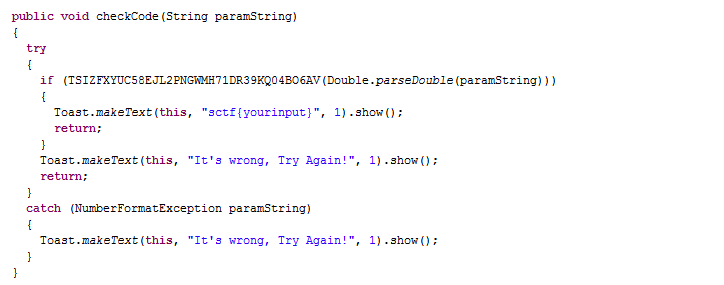 public void checkCode(String paramString)
{
try
{
if (TSIZFXYUC58EJL2PNGWMH71DR39KQ04BO6AV(Double.parseDouble(paramString)))
{
Toast.makeText(this, "sctf{yourinput}", 1).show();
return;
}
Toast.makeText(this, "It's wrong, Try Again!", 1).show();
return;
}
catch (NumberFormatException paramString)
{
Toast.makeText(this, "It's wrong, Try Again!", 1).show();
}
}